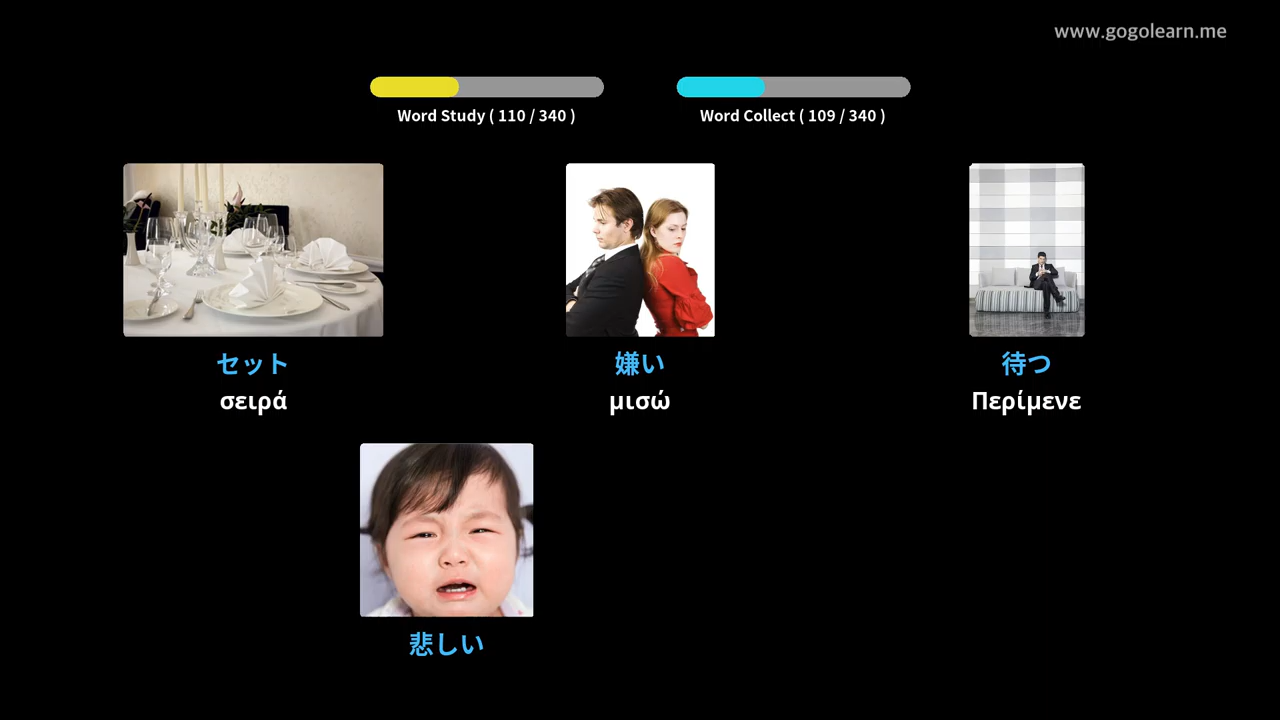 www.gogolearn.me
Word Study ( 110 / 340 )
Word Collect ( 109 / 340 )
セット
σειρά
嫌い
μισώ
待つ
Περίμενε
悲しい